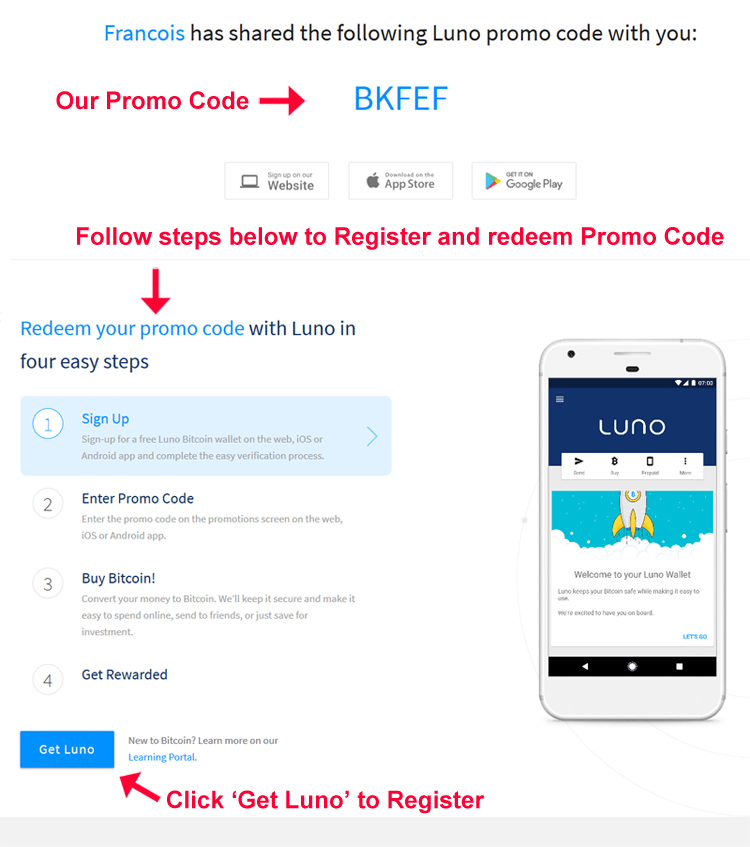 Francois has shared the following Luno promo code with you:
Our Promo Code
BKFEF
Sign up on our
Website
Download on the
App Store
GET IT ON
Google Play
Follow steps below to Register and redeem Promo Code
Redeem your promo code with Luno in
four easy steps
1
Sign Up
Sign-up for a free Luno Bitcoin wallet on the web, iOS or
Android app and complete the easy verification process.
2
Enter Promo Code
Enter the promo code on the promotions screen on the web,
iOS or Android app.
3
Buy Bitcoin!
Convert your money to Bitcoin. We'll keep it secure and make it
easy to spend online, send to friends, or just save for
investment.
4
Get Rewarded
Get Luno
New to Bitcoin? Learn more on our
Learning Portal.
Click ‘Get Luno’ to Register
07:00
LUNO
Send Buy Prepaid More
Welcome to your Luno Wallet
Luno keeps your Bitcoin safe while making it easy to
use.
We're excited to have you on board.
LET'S GO